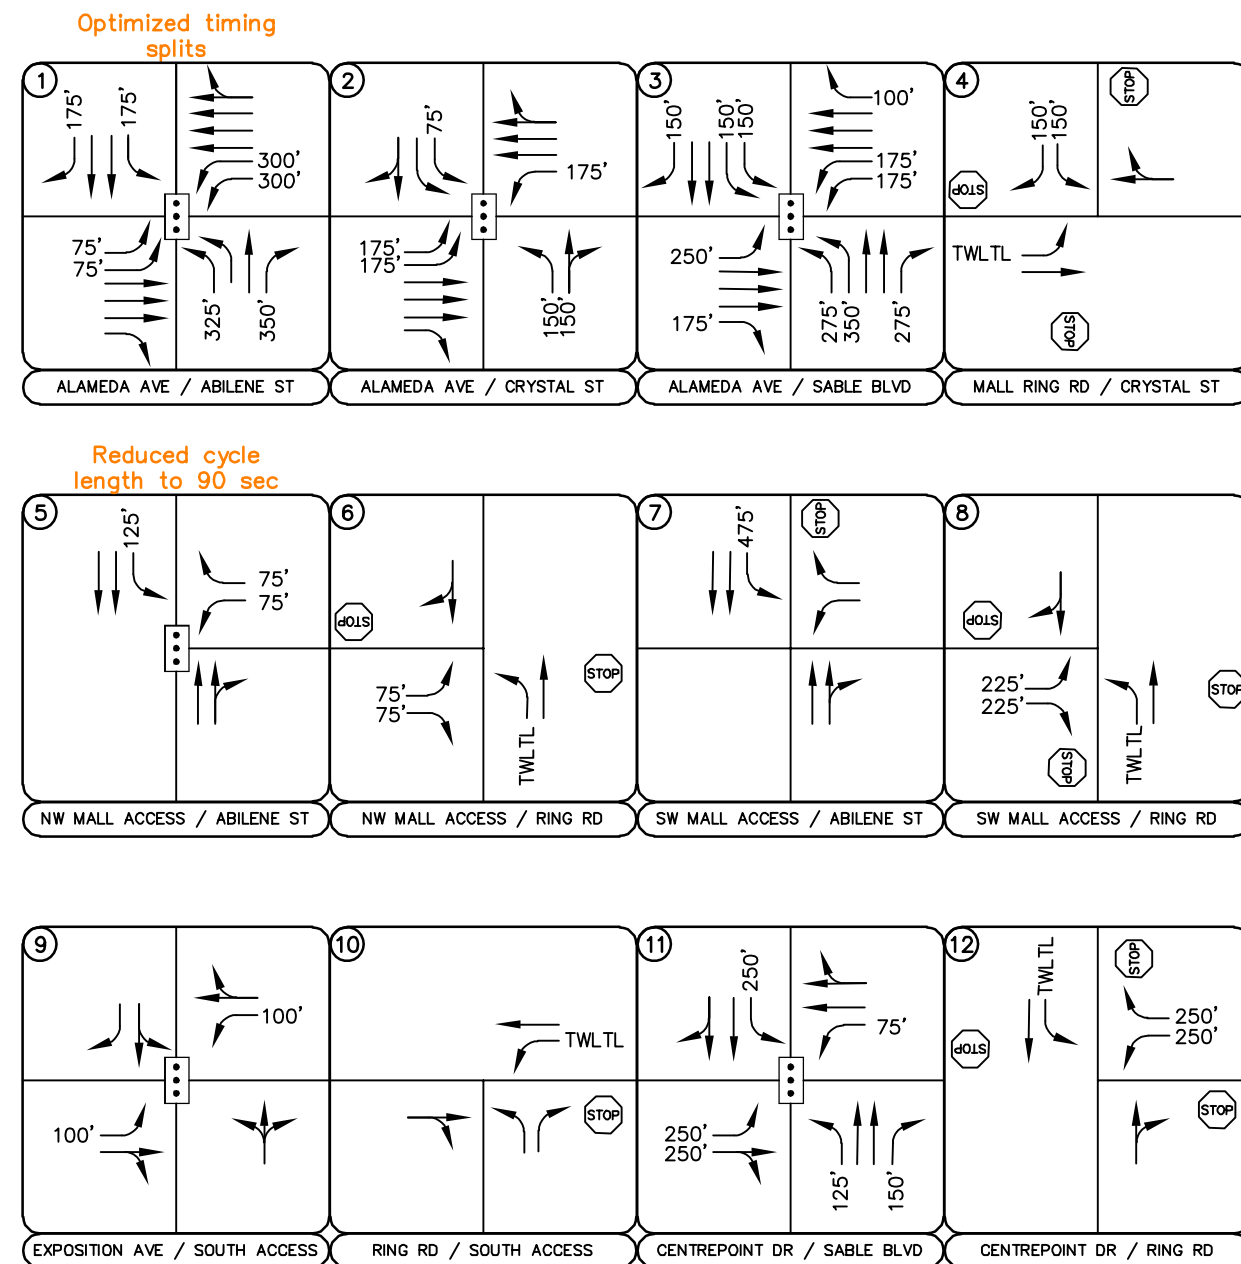 Optimized timing
splits
1
175'
175'
300'
300'
75'
75'
325'
350'
ALAMEDA AVE / ABILENE ST
2
75'
175'
175'
175'
150'
150'
ALAMEDA AVE / CRYSTAL ST
3
150'
150'
150'
100'
175'
175'
250'
175'
275'
350'
275'
ALAMEDA AVE / SABLE BLVD
4
150'
150'
STOP
STOP
TWLTL
STOP
MALL RING RD / CRYSTAL ST
Reduced cycle
length to 90 sec
5
125'
75'
75'
NW MALL ACCESS / ABILENE ST
6
STOP
75'
75'
TWLTL
STOP
NW MALL ACCESS / RING RD
7
475'
STOP
SW MALL ACCESS / ABILENE ST
8
STOP
225'
225'
STOP
TWLTL
STOP
SW MALL ACCESS / RING RD
9
100'
100'
EXPOSITION AVE / SOUTH ACCESS
10
TWLTL
STOP
RING RD / SOUTH ACCESS
11
250'
75'
250'
250'
125'
150'
CENTREPOINT DR / SABLE BLVD
12
TWLTL
STOP
STOP
250'
250'
STOP
CENTREPOINT DR / RING RD